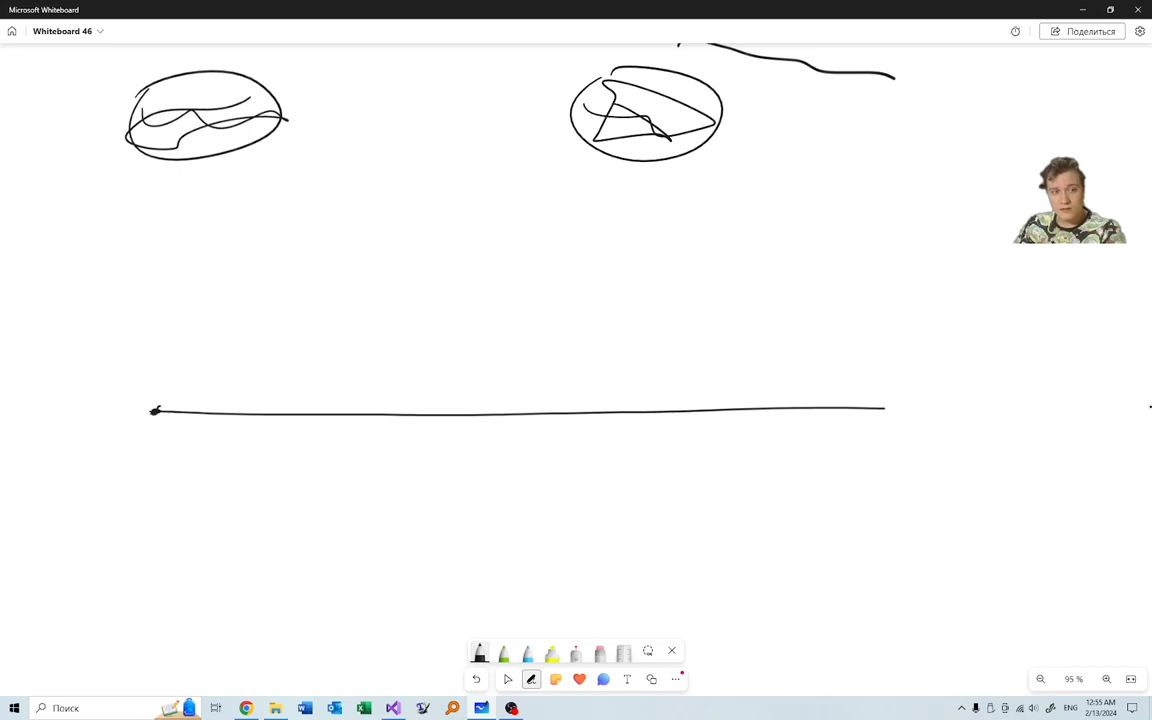 Microsoft Whiteboard
Whiteboard 46
Поделиться
95 %
Поиск
ENG
12:55 AM
2/13/2024